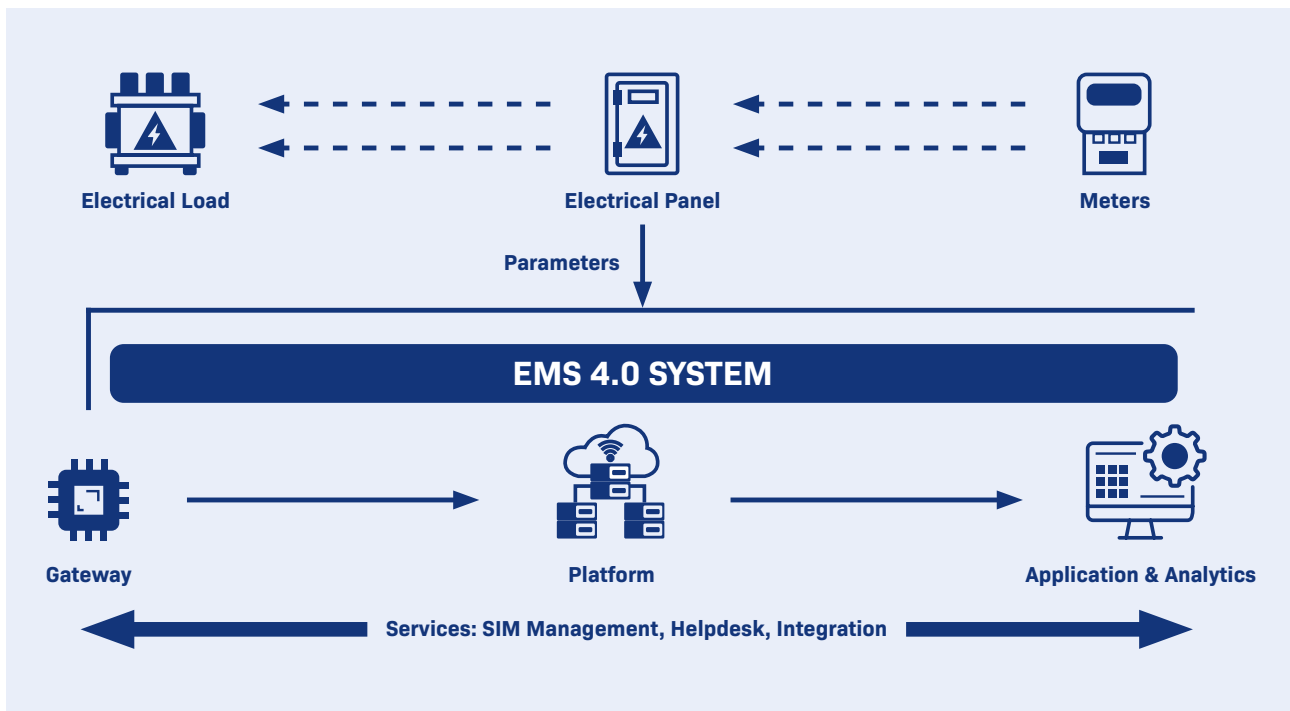 Electrical Load
Electrical Panel
Meters
Parameters
EMS 4.0 SYSTEM
Gateway
Platform
Application & Analytics
Services: SIM Management, Helpdesk, Integration